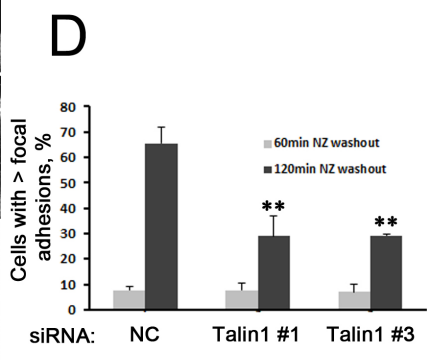 D
Cells with > focal
adhesions, %
80
70
60
50
40
30
20
10
0
60min NZ washout
120min NZ washout
**
**
siRNA: NC Talin1 #1 Talin1 #3